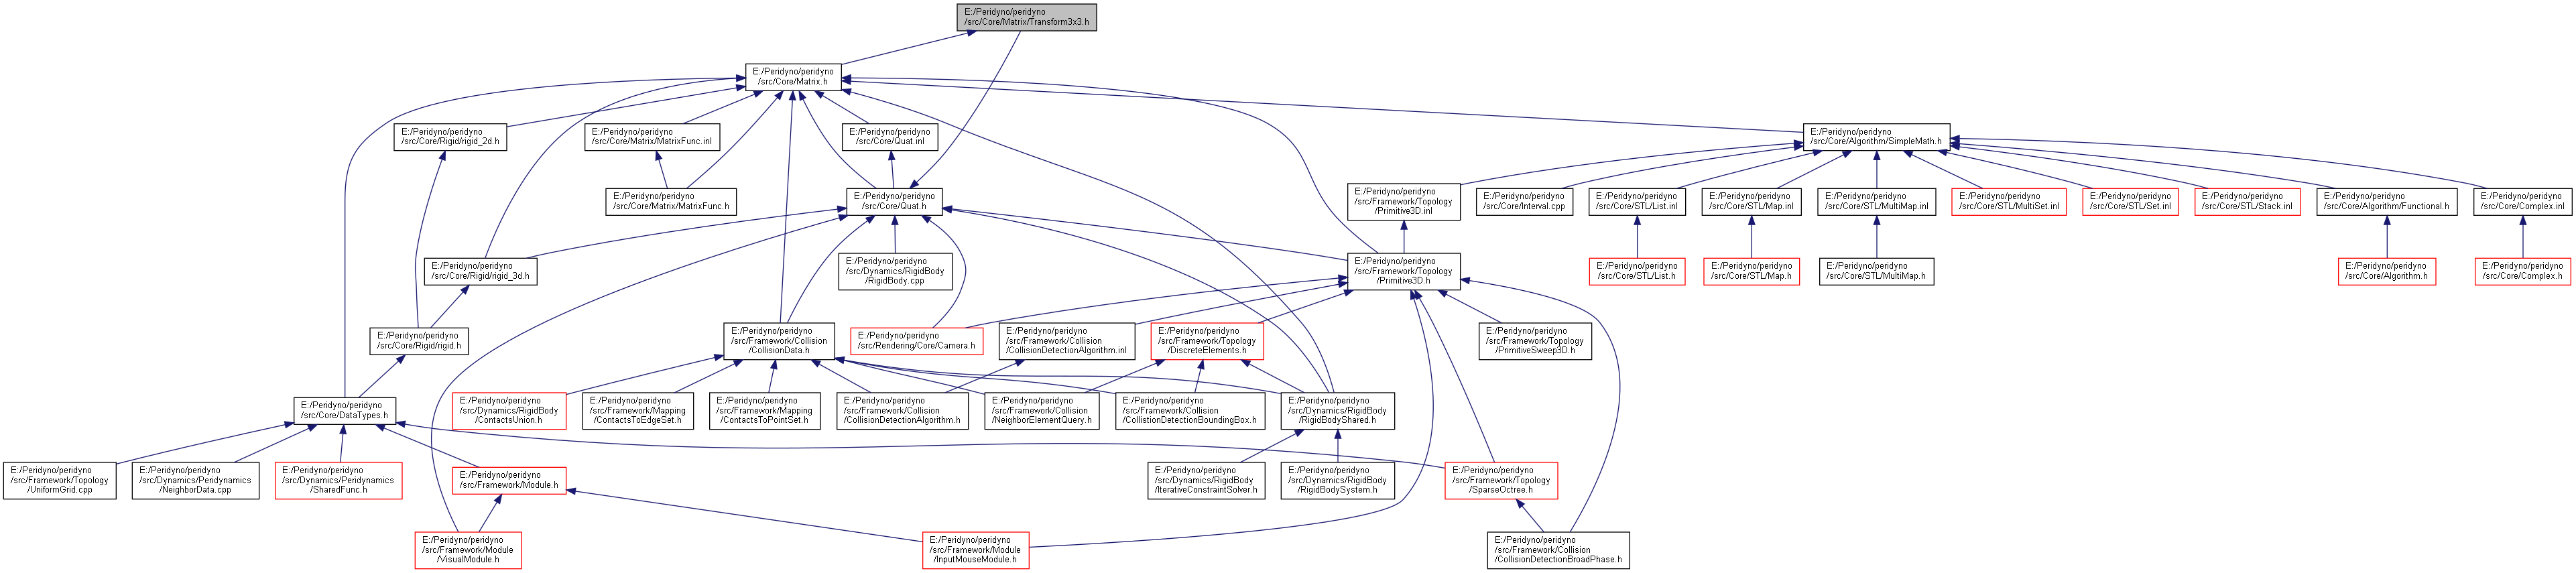 E:/Peridyno/peridyno
/src/Core/Matrix/Transform3x3.h
E:/Peridyno/peridyno
/src/Core/Matrix.h
E:/Peridyno/peridyno
/src/Core/Rigid/rigid_2d.h
E:/Peridyno/peridyno
/src/Core/Matrix/MatrixFunc.inl
E:/Peridyno/peridyno
/src/Core/Quat.inl
E:/Peridyno/peridyno
/src/Core/Algorithm/SimpleMath.h
E:/Peridyno/peridyno
/src/Core/Matrix/MatrixFunc.h
E:/Peridyno/peridyno
/src/Core/Quat.h
E:/Peridyno/peridyno
/src/Framework/Topology
/Primitive3D.inl
E:/Peridyno/peridyno
/src/Core/Interval.cpp
E:/Peridyno/peridyno
/src/Core/STL/List.inl
E:/Peridyno/peridyno
/src/Core/STL/Map.inl
E:/Peridyno/peridyno
/src/Core/STL/MultiMap.inl
E:/Peridyno/peridyno
/src/Core/STL/MultiSet.inl
E:/Peridyno/peridyno
/src/Core/STL/Set.inl
E:/Peridyno/peridyno
/src/Core/STL/Stack.inl
E:/Peridyno/peridyno
/src/Core/Algorithm/Functional.h
E:/Peridyno/peridyno
/src/Core/Complex.inl
E:/Peridyno/peridyno
/src/Core/Rigid/rigid_3d.h
E:/Peridyno/peridyno
/src/Dynamics/RigidBody
/RigidBody.cpp
E:/Peridyno/peridyno
/src/Framework/Topology
/Primitive3D.h
E:/Peridyno/peridyno
/src/Core/STL/List.h
E:/Peridyno/peridyno
/src/Core/STL/Map.h
E:/Peridyno/peridyno
/src/Core/STL/MultiMap.h
E:/Peridyno/peridyno
/src/Core/Algorithm.h
E:/Peridyno/peridyno
/src/Core/Complex.h
E:/Peridyno/peridyno
/src/Core/Rigid/rigid.h
E:/Peridyno/peridyno
/src/Framework/Collision
/CollisionData.h
E:/Peridyno/peridyno
/src/Rendering/Core/Camera.h
E:/Peridyno/peridyno
/src/Framework/Collision
/CollisionDetectionAlgorithm.inl
E:/Peridyno/peridyno
/src/Framework/Topology
/DiscreteElements.h
E:/Peridyno/peridyno
/src/Framework/Topology
/PrimitiveSweep3D.h
E:/Peridyno/peridyno
/src/Core/DataTypes.h
E:/Peridyno/peridyno
/src/Dynamics/RigidBody
/ContactsUnion.h
E:/Peridyno/peridyno
/src/Framework/Mapping
/ContactsToEdgeSet.h
E:/Peridyno/peridyno
/src/Framework/Mapping
/ContactsToPointSet.h
E:/Peridyno/peridyno
/src/Framework/Collision
/CollisionDetectionAlgorithm.h
E:/Peridyno/peridyno
/src/Framework/Collision
/NeighborElementQuery.h
E:/Peridyno/peridyno
/src/Framework/Collision
/CollistionDetectionBoundingBox.h
E:/Peridyno/peridyno
/src/Dynamics/RigidBody
/RigidBodyShared.h
E:/Peridyno/peridyno
/src/Framework/Topology
/UniformGrid.cpp
E:/Peridyno/peridyno
/src/Dynamics/Peridynamics
/NeighborData.cpp
E:/Peridyno/peridyno
/src/Dynamics/Peridynamics
/SharedFunc.h
E:/Peridyno/peridyno
/src/Framework/Module.h
E:/Peridyno/peridyno
/src/Dynamics/RigidBody
/IterativeConstraintSolver.h
E:/Peridyno/peridyno
/src/Dynamics/RigidBody
/RigidBodySystem.h
E:/Peridyno/peridyno
/src/Framework/Topology
/SparseOctree.h
E:/Peridyno/peridyno
/src/Framework/Module
/VisualModule.h
E:/Peridyno/peridyno
/src/Framework/Module
/InputMouseModule.h
E:/Peridyno/peridyno
/src/Framework/Collision
/CollisionDetectionBroadPhase.h